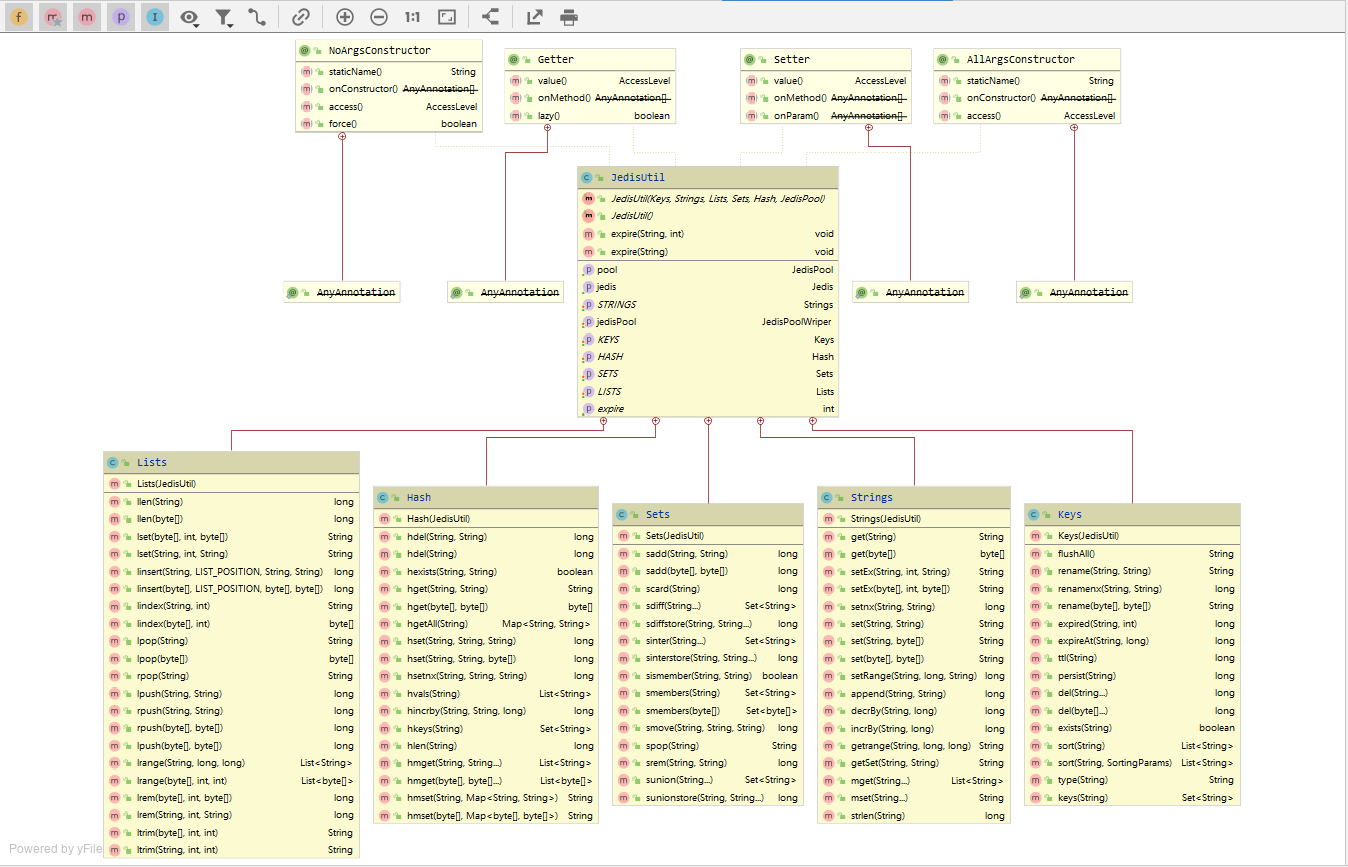 f m m p I 1:1
NoArgsConstructor
staticName() String
onConstructor() AnyAnnotation[]
access() AccessLevel
force() boolean
Getter
value() AccessLevel
onMethod() AnyAnnotation[]
lazy() boolean
Setter
value() AccessLevel
onMethod() AnyAnnotation[]
onParam() AnyAnnotation[]
AllArgsConstructor
staticName() String
onConstructor() AnyAnnotation[]
access() AccessLevel
JedisUtil
JedisUtil(Keys, Strings, Lists, Sets, Hash, JedisPool)
JedisUtil()
expire(String, int) void
expire(String) void
pool JedisPool
jedis Jedis
STRINGS Strings
jedisPool JedisPoolWriper
KEYS Keys
HASH Hash
SETS Sets
LISTS Lists
expire int
AnyAnnotation
AnyAnnotation
AnyAnnotation
AnyAnnotation
Lists
Lists(JedisUtil)
llen(String) long
llen(byte[]) long
lset(byte[], int, byte[]) String
lset(String, int, String) String
linsert(String, LIST_POSITION, String, String) long
linsert(byte[], LIST_POSITION, byte[], byte[]) long
lindex(String, int) String
lindex(byte[], int) byte[]
lpop(String) String
lpop(byte[]) byte[]
rpop(String) String
lpush(String, String) long
rpush(String, String) long
rpush(byte[], byte[]) long
lpush(byte[], byte[]) long
lrange(String, long, long) List<String>
lrange(byte[], int, int) List<byte[]>
lrem(byte[], int, byte[]) long
lrem(String, int, String) long
ltrim(byte[], int, int) String
ltrim(String, int, int) String
Hash
Hash(JedisUtil)
hdel(String, String) long
hdel(String) long
hexists(String, String) boolean
hget(String, String) String
hget(byte[], byte[]) byte[]
hgetAll(String) Map<String, String>
hset(String, String, String) long
hset(String, String, byte[]) long
hsetnx(String, String, String) long
hvals(String) List<String>
hincrby(String, String, long) long
hkeys(String) Set<String>
hlen(String) long
hmget(String, String...) List<String>
hmget(byte[], byte[]...) List<byte[]>
hmset(String, Map<String, String>) String
hmset(byte[], Map<byte[], byte[]>) String
Sets
Sets(JedisUtil)
sadd(String, String) long
sadd(byte[], byte[]) long
scard(String) long
sdiff(String...) Set<String>
sdiffstore(String, String...) long
sinter(String...) Set<String>
sinterstore(String, String...) long
sismember(String, String) boolean
smembers(String) Set<String>
smembers(byte[]) Set<byte[]>
smove(String, String, String) long
spop(String) String
srem(String, String) long
sunion(String...) Set<String>
sunionstore(String, String...) long
Strings
Strings(JedisUtil)
get(String) String
get(byte[]) byte[]
setEx(String, int, String) String
setEx(byte[], int, byte[]) String
setnx(String, String) long
set(String, String) String
set(String, byte[]) String
set(byte[], byte[]) String
setRange(String, long, String) long
append(String, String) long
decrBy(String, long) long
incrBy(String, long) long
getrange(String, long, long) String
getSet(String, String) String
mget(String...) List<String>
mset(String...) String
strlen(String) long
Keys
Keys(JedisUtil)
flushAll() String
rename(String, String) String
renamenx(String, String) long
rename(byte[], byte[]) String
expired(String, int) long
expireAt(String, long) long
ttl(String) long
persist(String) long
del(String...) long
del(byte[]...) long
exists(String) boolean
sort(String) List<String>
sort(String, SortingParams) List<String>
type(String) String
keys(String) Set<String>
Powered by yFile